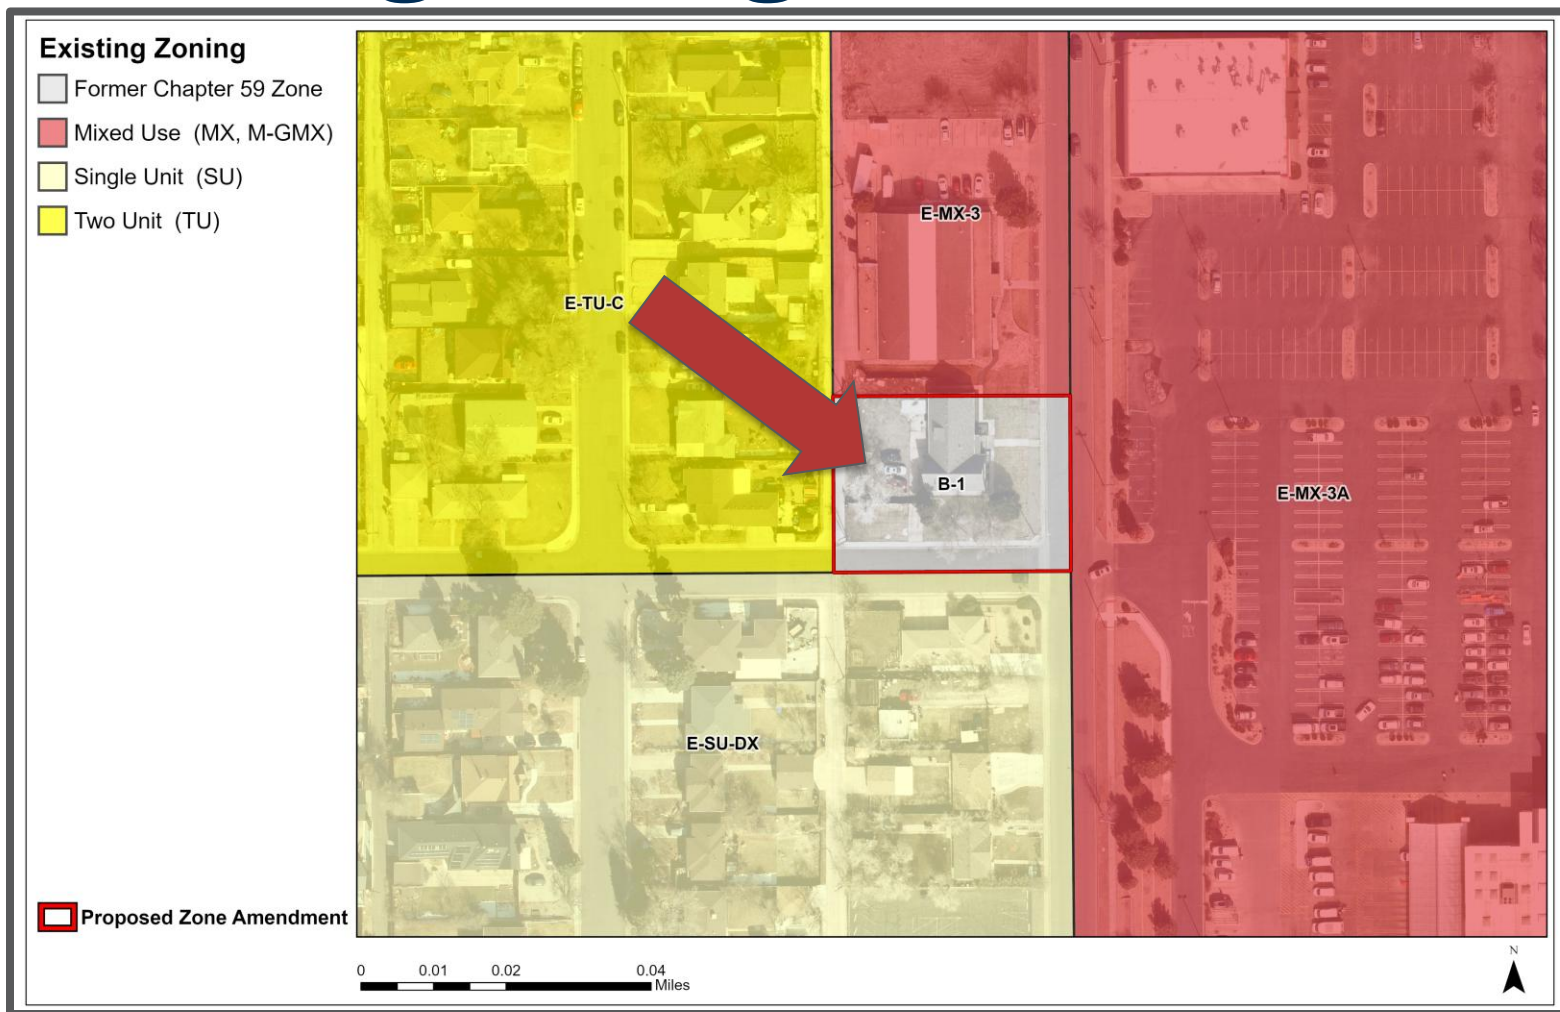 Existing Zoning
Former Chapter 59 Zone
Mixed Use (MX, M-GMX)
Single Unit (SU)
Two Unit (TU)
E-MX-3
E-TU-C
B-1
E-MX-3A
E-SU-DX
Proposed Zone Amendment
N
0 0.01 0.02 0.04
Miles